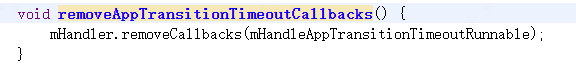 void removeAppTransitionTimeoutCallbacks() {
    mHandler.removeCallbacks(mHandleAppTransitionTimeoutRunnable);
}